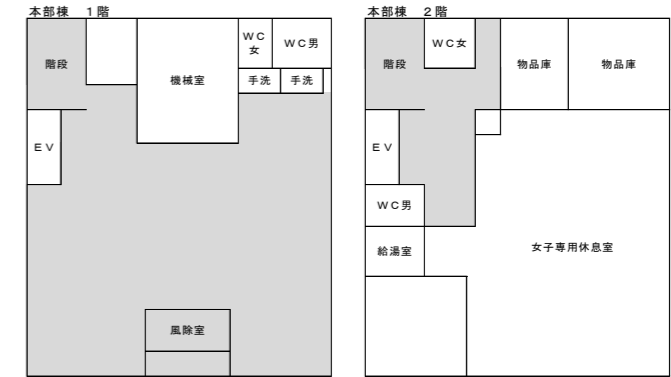 本部棟　１階
ＷＣ
女
ＷＣ男
階段
機械室
手洗
手洗
ＥＶ
風除室
本部棟　２階
ＷＣ女
階段
物品庫
物品庫
ＥＶ
ＷＣ男
給湯室
女子専用休息室